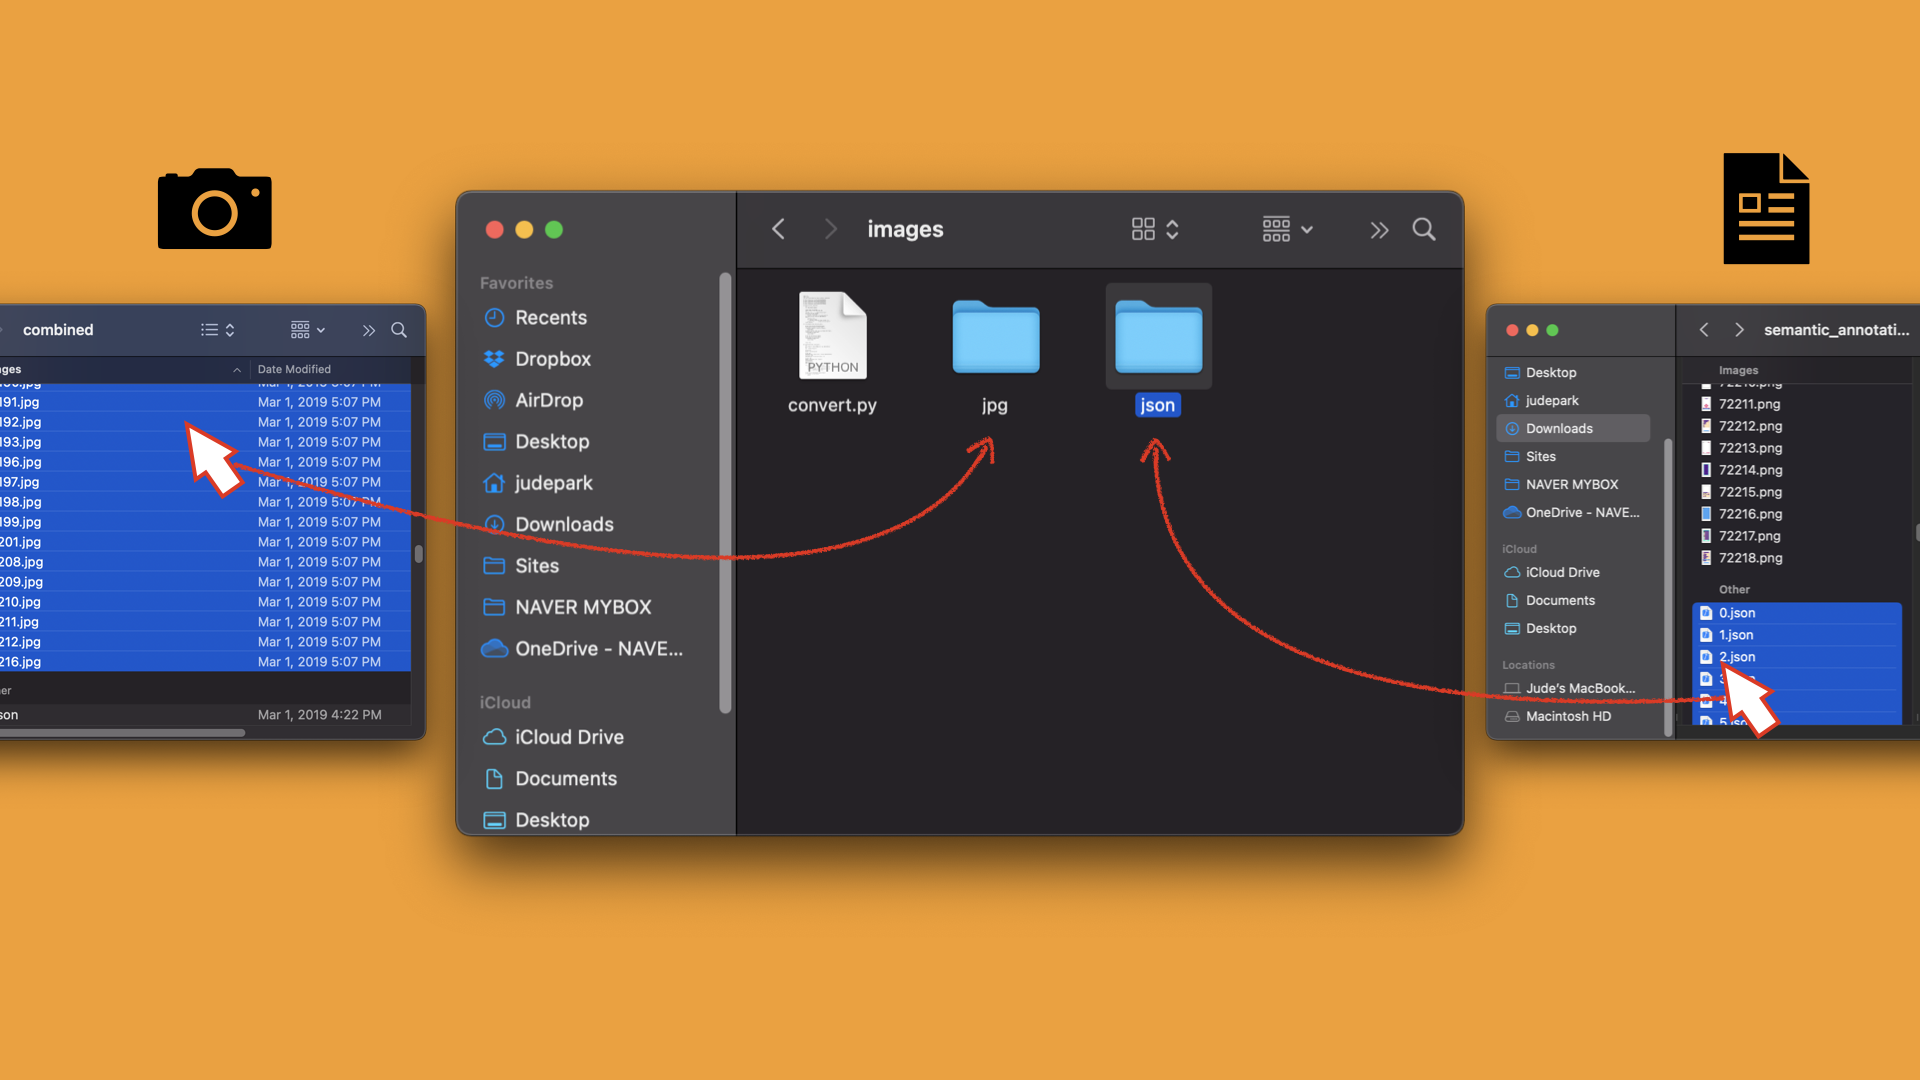 combined
ges
Date Modified
191.jpg Mar 1, 2019 5:07 PM
192.jpg Mar 1, 2019 5:07 PM
193.jpg Mar 1, 2019 5:07 PM
196.jpg Mar 1, 2019 5:07 PM
197.jpg Mar 1, 2019 5:07 PM
198.jpg Mar 1, 2019 5:07 PM
199.jpg Mar 1, 2019 5:07 PM
201.jpg Mar 1, 2019 5:07 PM
208.jpg Mar 1, 2019 5:07 PM
209.jpg Mar 1, 2019 5:07 PM
210.jpg Mar 1, 2019 5:07 PM
211.jpg Mar 1, 2019 5:07 PM
212.jpg Mar 1, 2019 5:07 PM
216.jpg Mar 1, 2019 5:07 PM
er
son Mar 1, 2019 4:22 PM
images
Favorites
Recents
Dropbox
AirDrop
Desktop
judepark
Downloads
Sites
NAVER MYBOX
OneDrive - NAVE...
iCloud
iCloud Drive
Documents
Desktop
PYTHON
convert.py
jpg
json
semantic_annotati...
Desktop
judepark
Downloads
Sites
NAVER MYBOX
OneDrive - NAVE...
iCloud
iCloud Drive
Documents
Desktop
Locations
Jude's MacBook...
Macintosh HD
Images
72210.png
72211.png
72212.png
72213.png
72214.png
72215.png
72216.png
72217.png
72218.png
Other
0.json
1.json
2.json
5.json